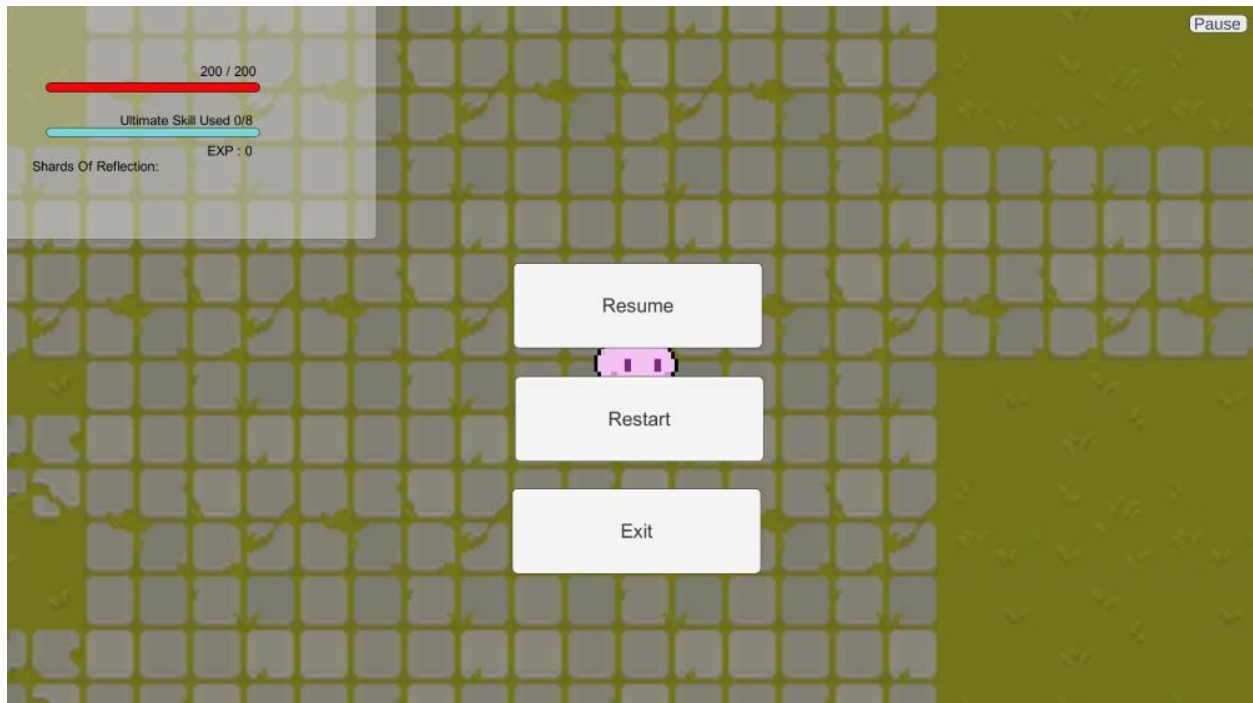 Pause
200 / 200
Ultimate Skill Used 0/8
EXP : 0
Shards Of Reflection:
Resume
Restart
Exit